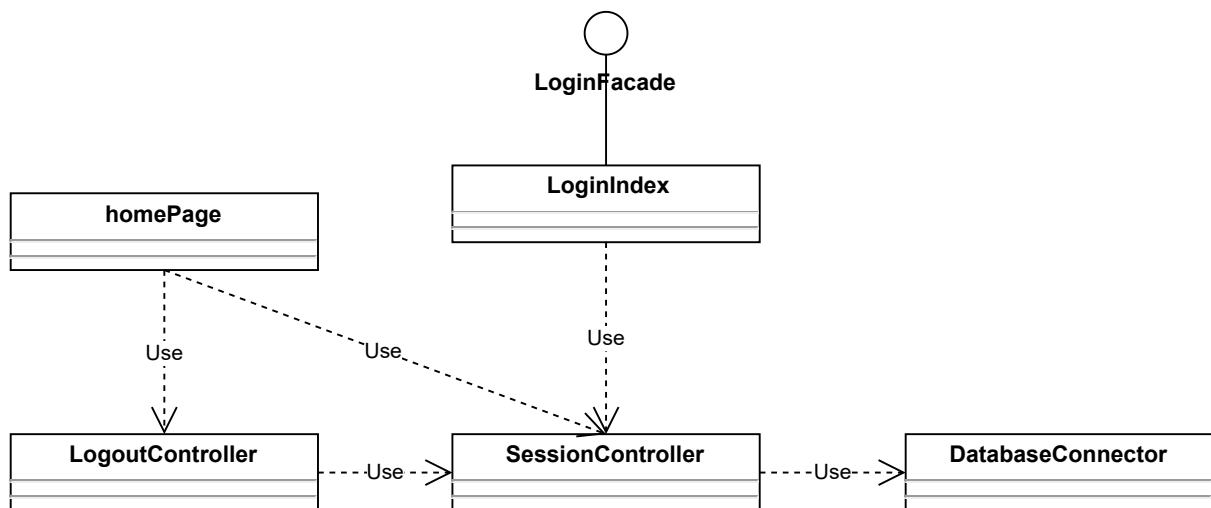 LoginFacade
LoginIndex
homePage
Use
Use
Use
LogoutController
SessionController
DatabaseConnector
Use
Use